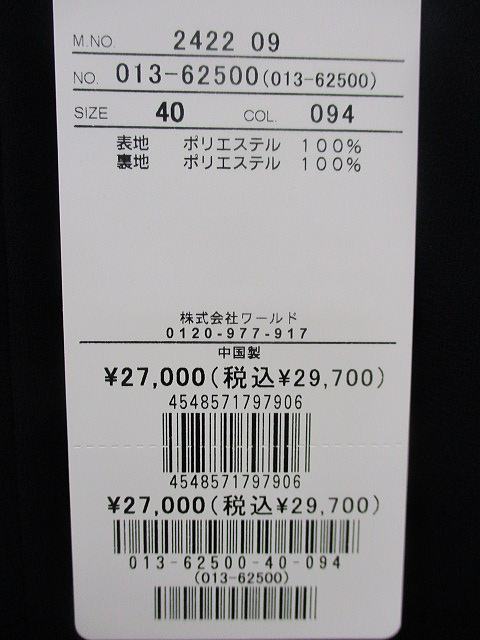 M.NO. 2422 09
NO. 013-62500(013-62500)
SIZE 40 COL. 094
表地 ポリエステル 100%
裏地 ポリエステル 100%
株式会社ワールド
0120-977-917
中国製
¥27,000(税込¥29,700)
4548571797906
4548571797906
¥27,000(税込¥29,700)
013-62500-40-094
(013-62500)